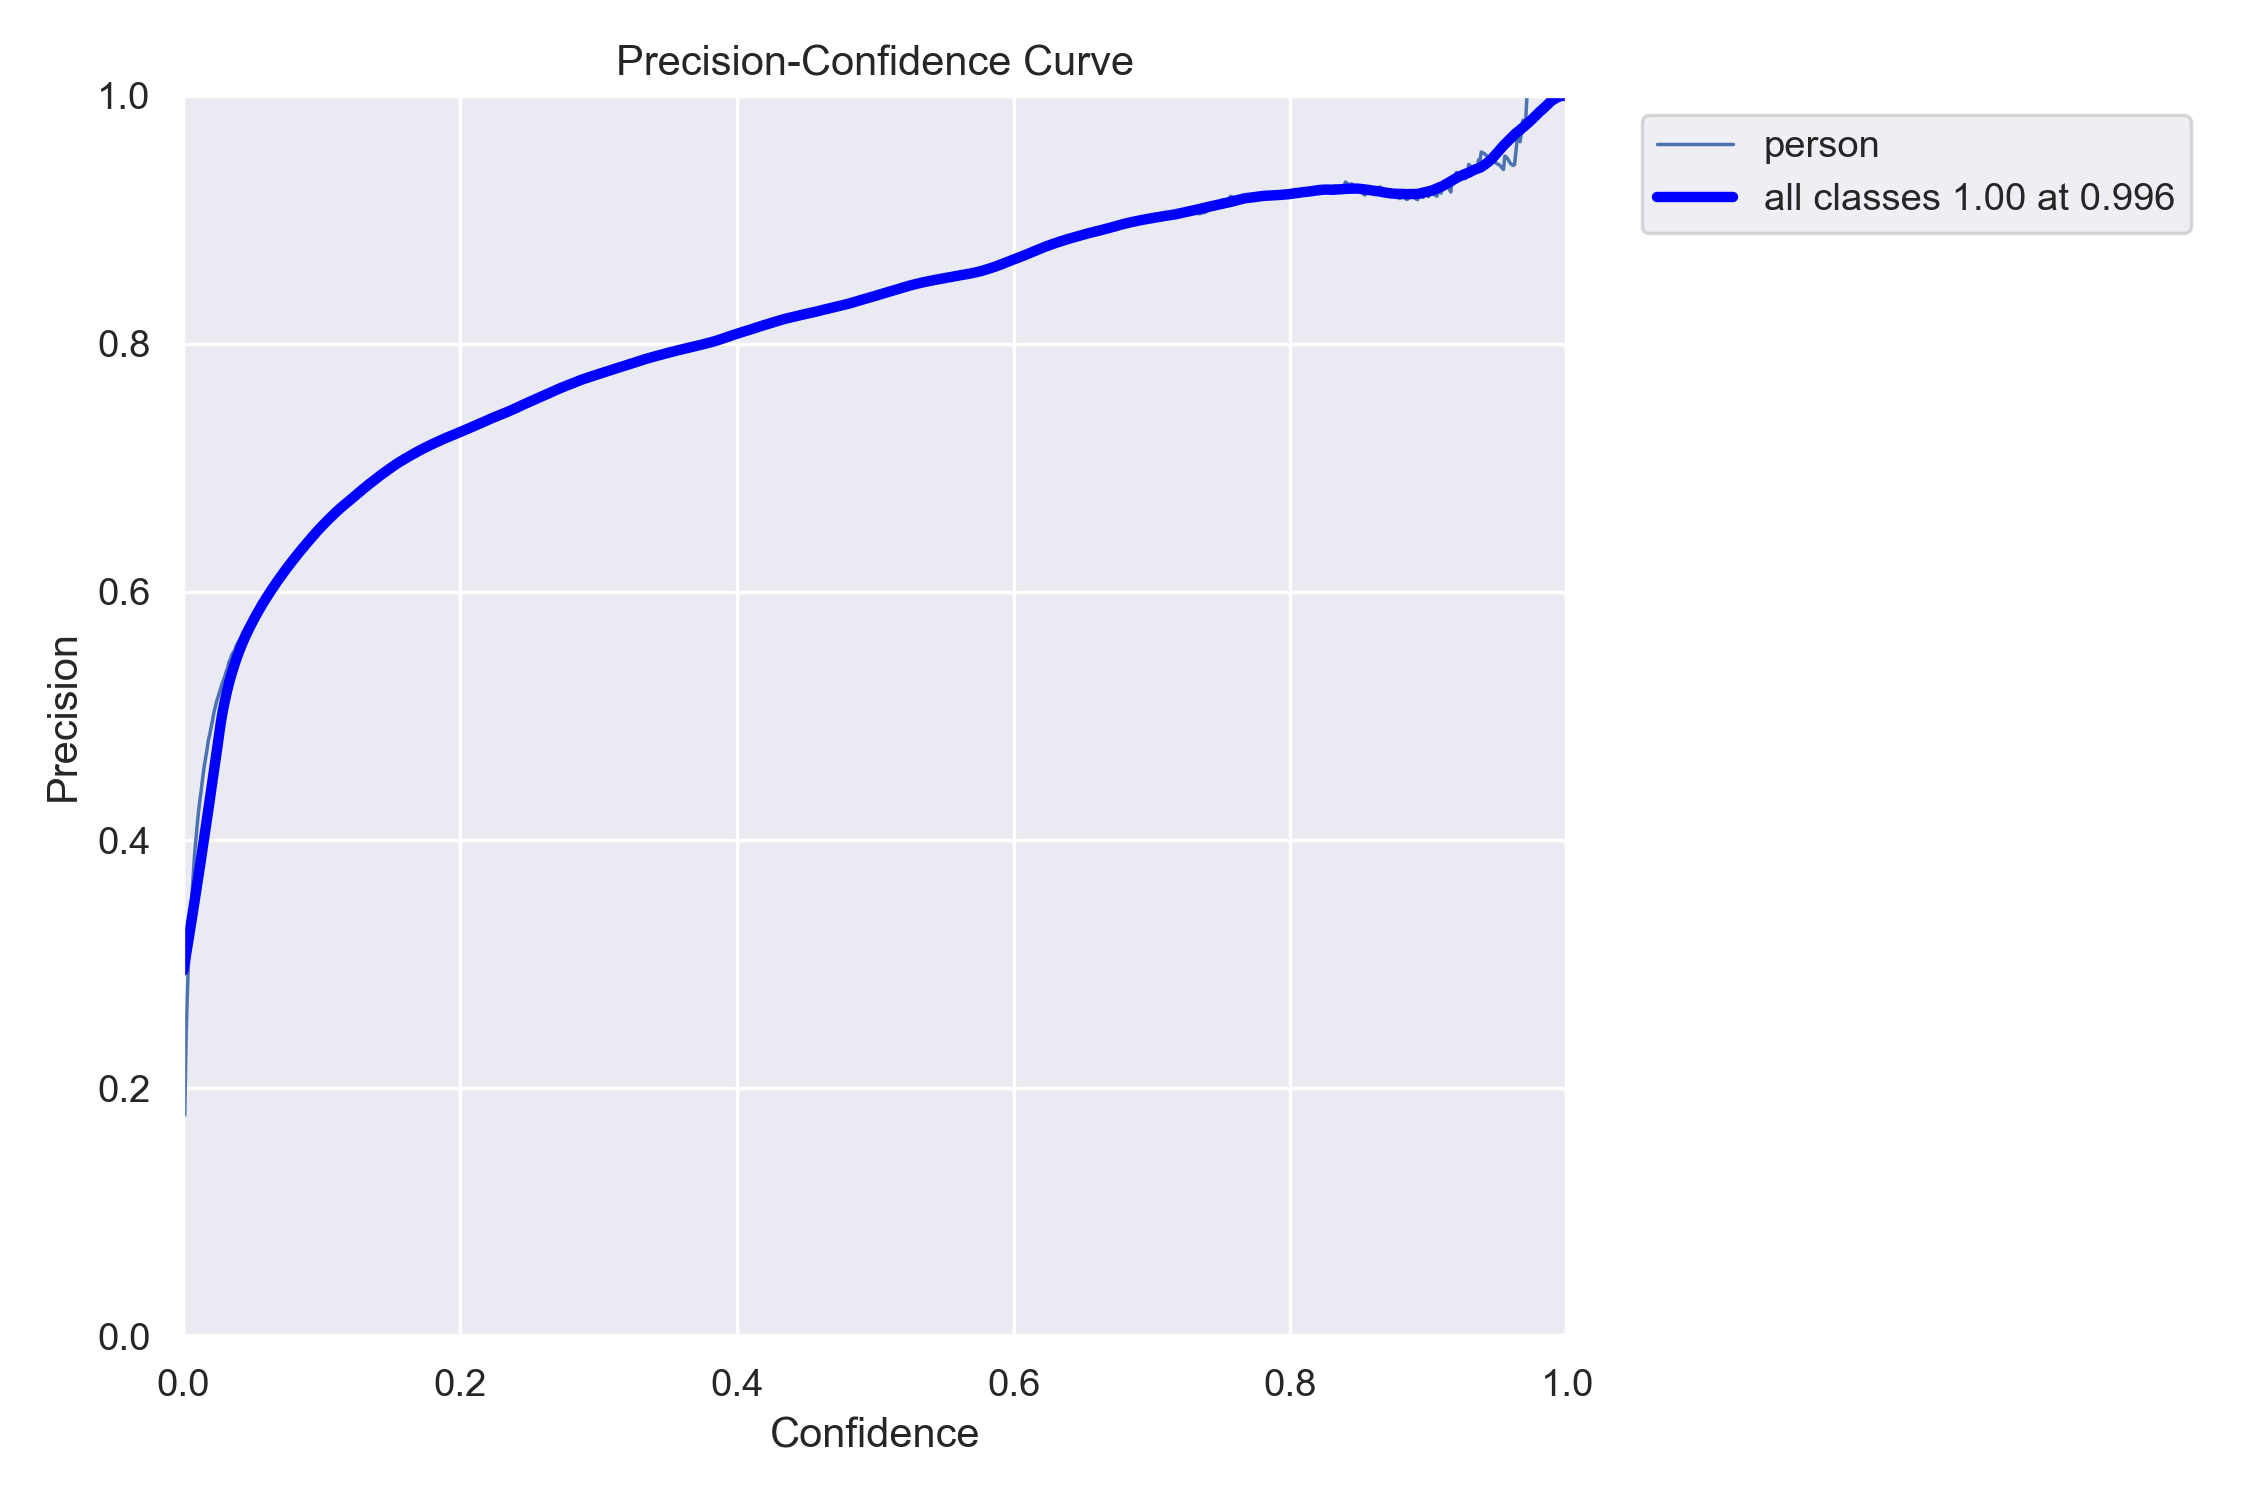 Precision-Confidence Curve
1.0
0.8
0.6
0.4
0.2
0.0
Precision
0.0 0.2 0.4 0.6 0.8 1.0
Confidence
person
all classes 1.00 at 0.996